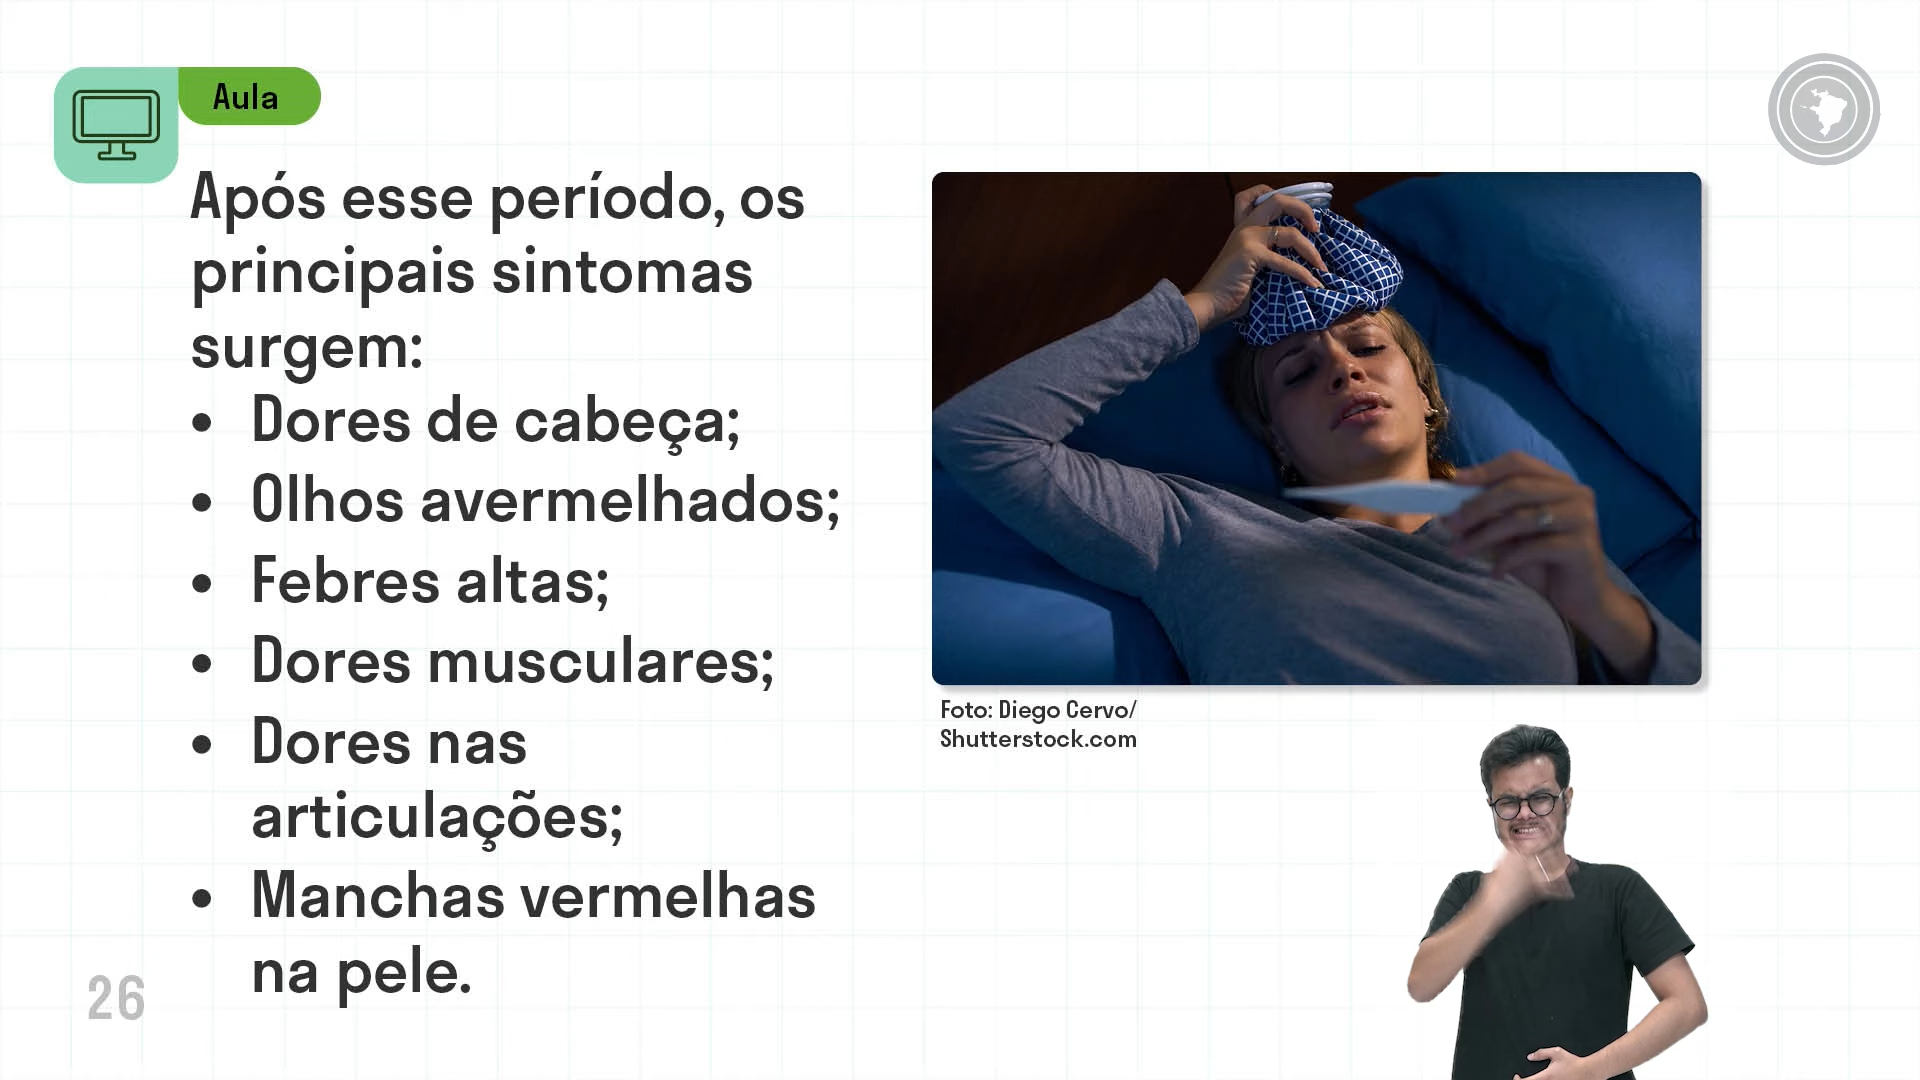 Aula
Após esse período, os
principais sintomas
surgem:
• Dores de cabeça;
• Olhos avermelhados;
• Febres altas;
• Dores musculares;
• Dores nas
articulações;
• Manchas vermelhas
na pele.
Foto: Diego Cervo/
Shutterstock.com
26